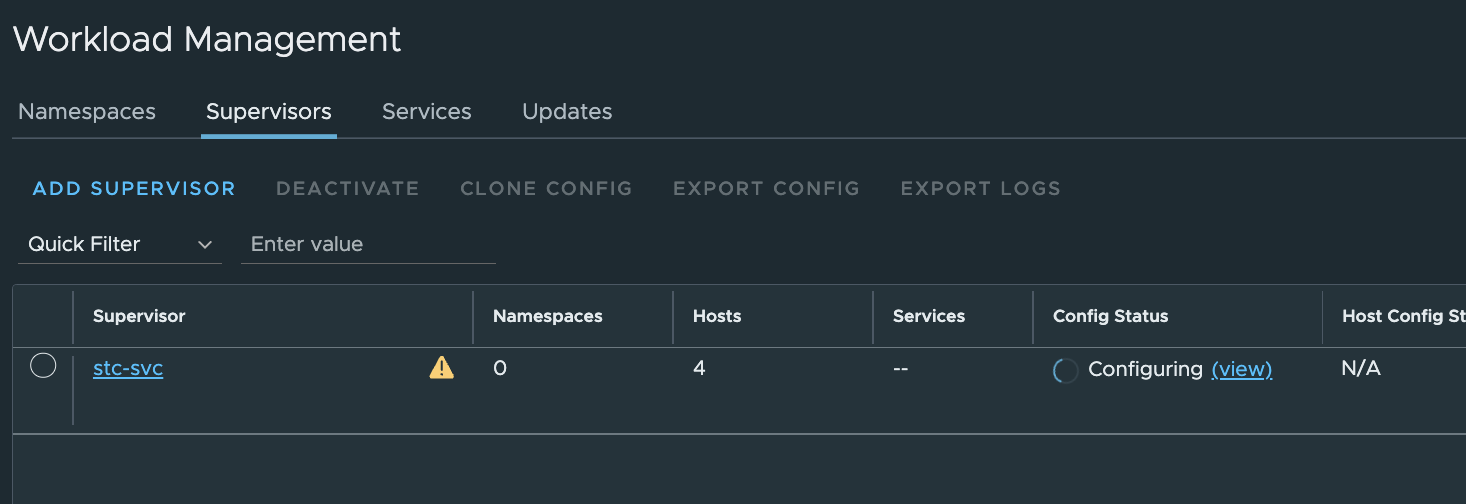 Workload Management
Namespaces Supervisors Services Updates
ADD SUPERVISOR DEACTIVATE CLONE CONFIG EXPORT CONFIG EXPORT LOGS
Quick Filter Enter value
Supervisor Namespaces Hosts Services Config Status Host Config St
stc-svc 0 4 -- Configuring (view) N/A